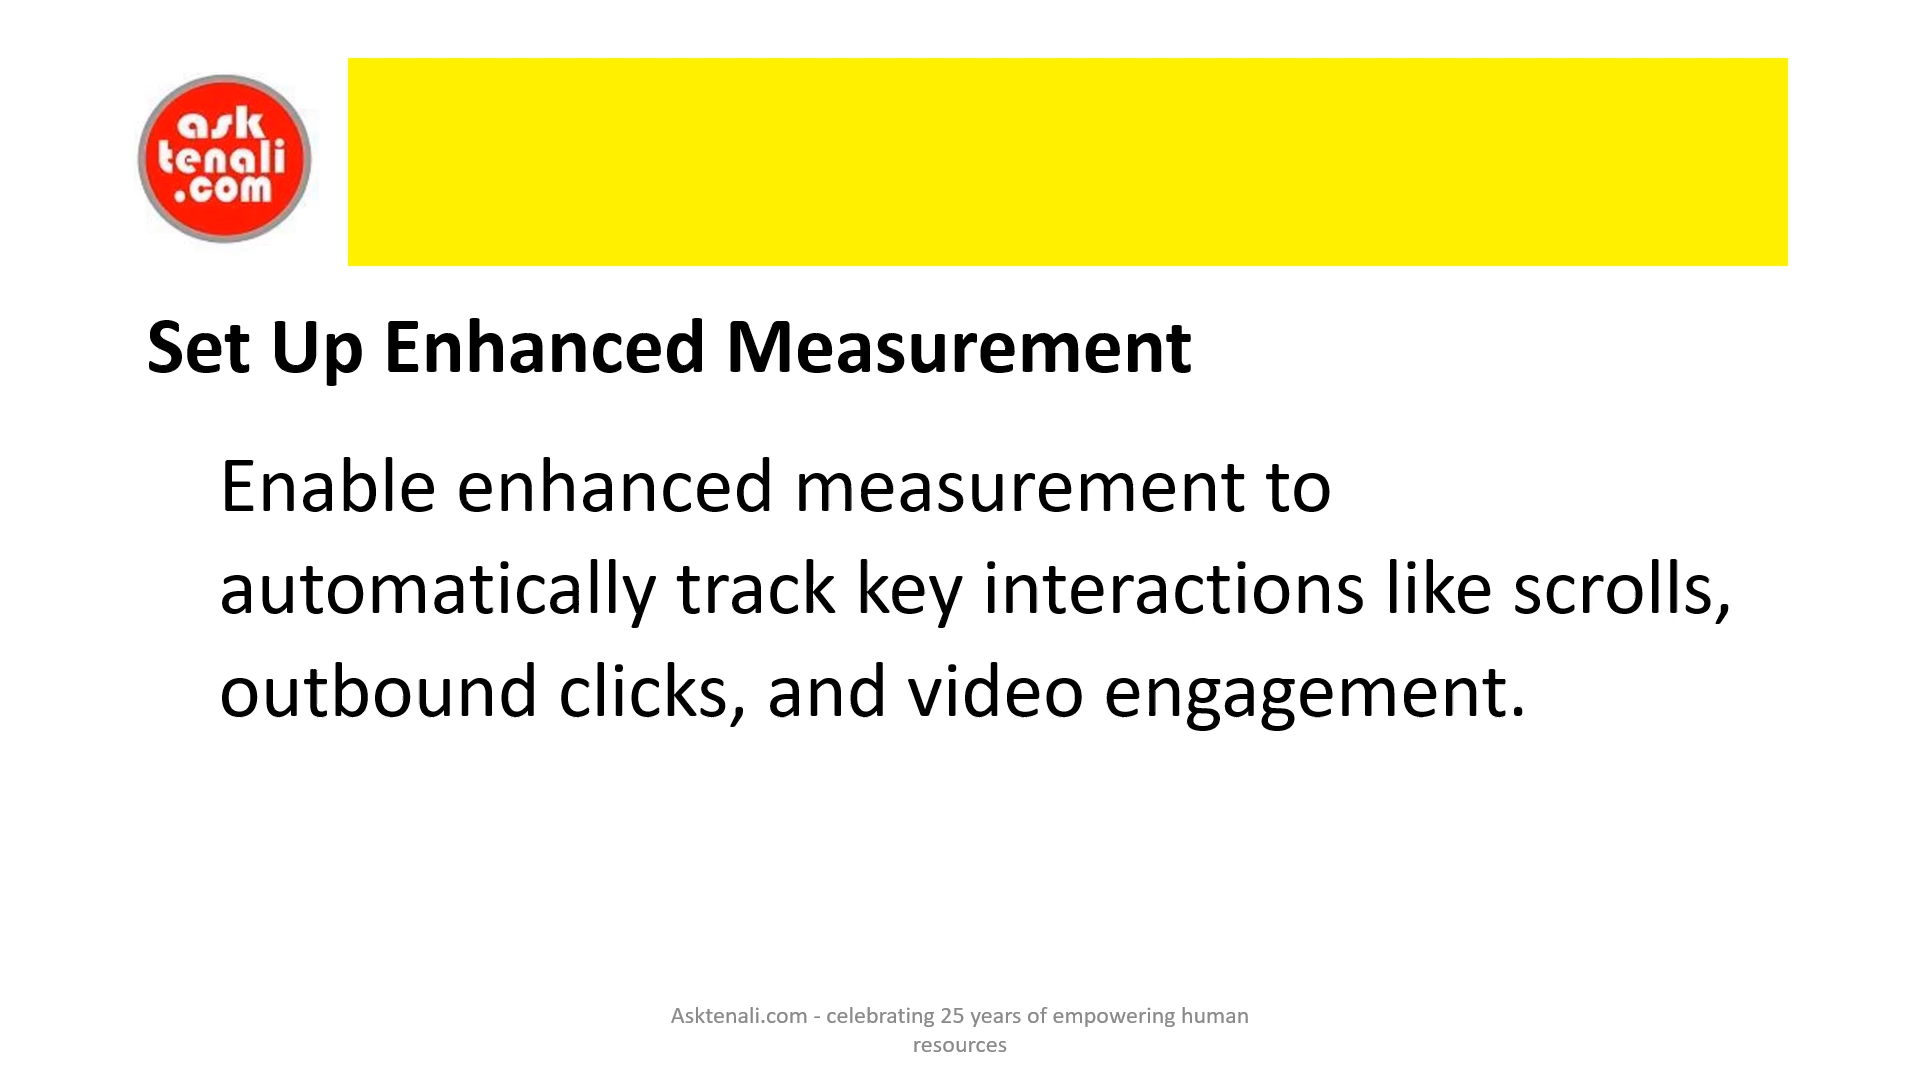 ask
tenali
.com
Set Up Enhanced Measurement
Enable enhanced measurement to
automatically track key interactions like scrolls,
outbound clicks, and video engagement.
Asktenali.com - celebrating 25 years of empowering human
resources